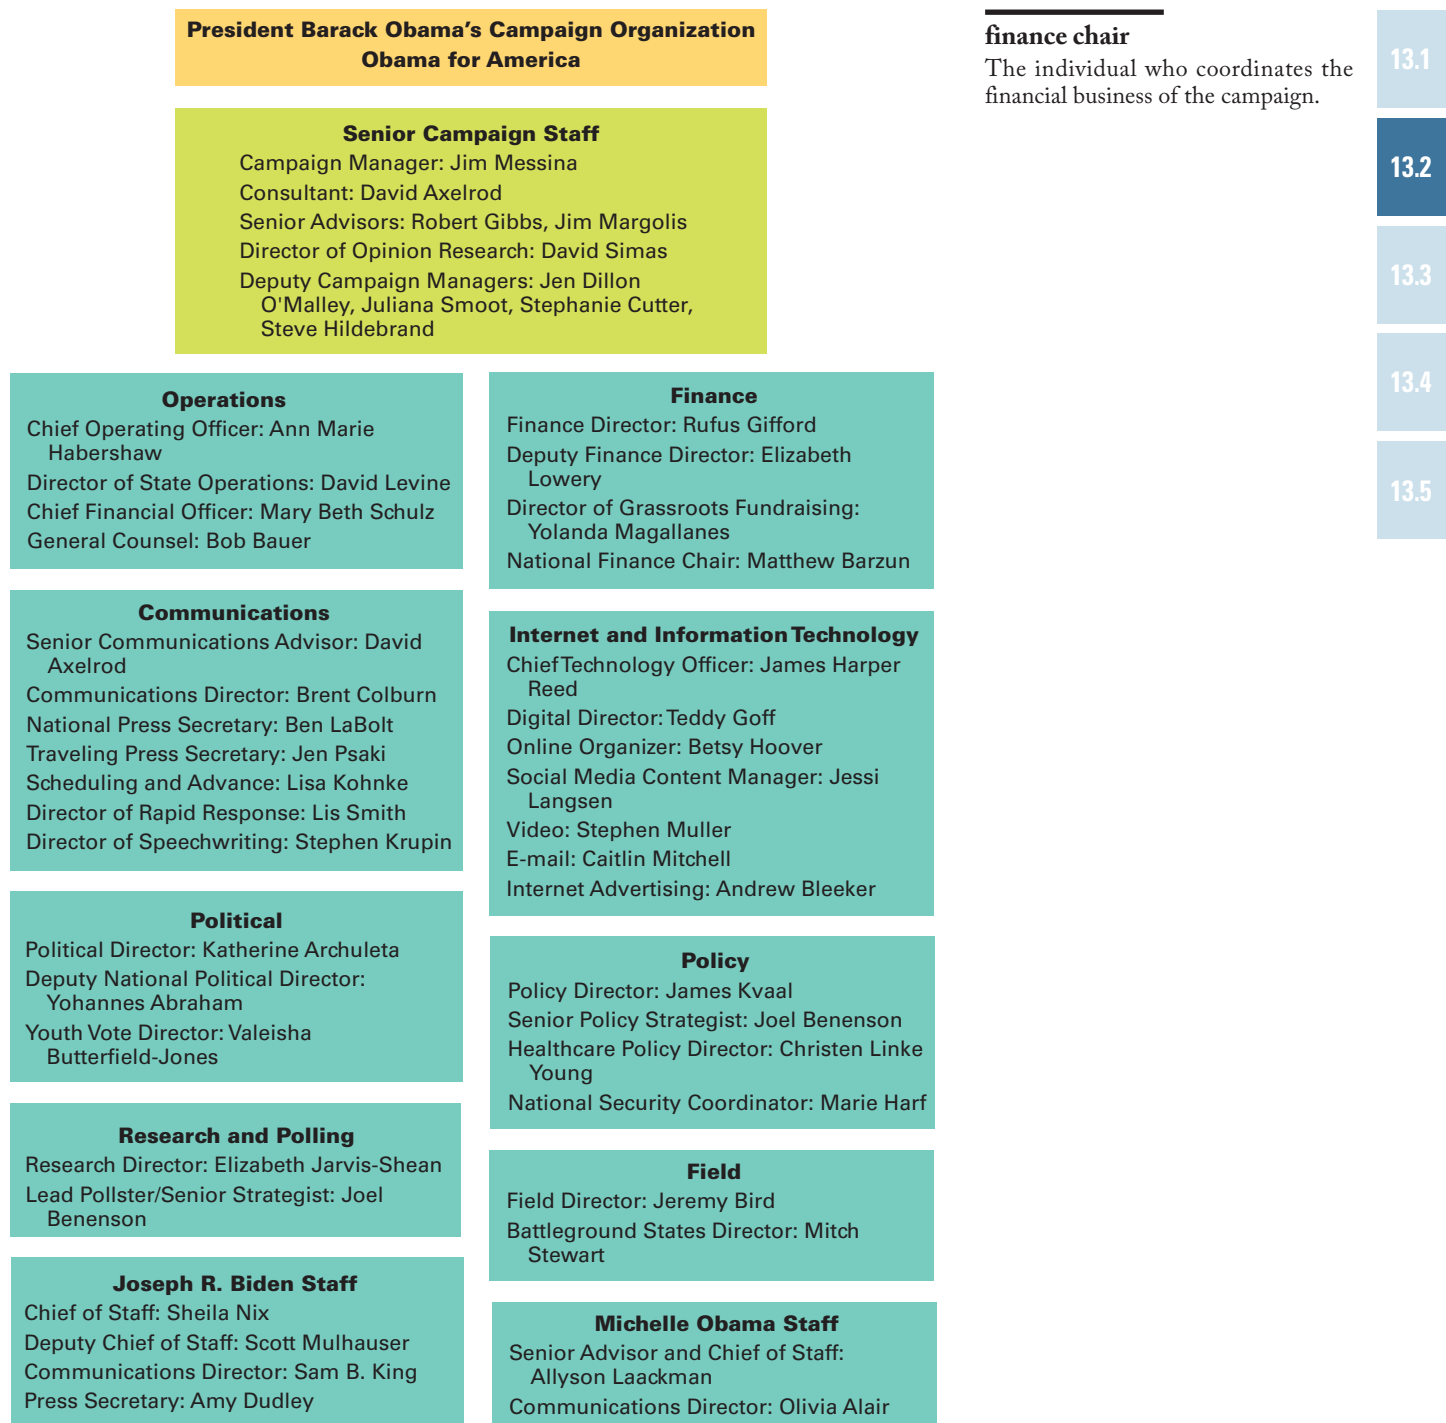 President Barack Obama’s Campaign Organization
Obama for America
Senior Campaign Staff
Campaign Manager: Jim Messina
Consultant: David Axelrod
Senior Advisors: Robert Gibbs, Jim Margolis
Director of Opinion Research: David Simas
Deputy Campaign Managers: Jen Dillon
O'Malley, Juliana Smoot, Stephanie Cutter,
Steve Hildebrand
Operations
Chief Operating Officer: Ann Marie
Habershaw
Director of State Operations: David Levine
Chief Financial Officer: Mary Beth Schulz
General Counsel: Bob Bauer
Communications
Senior Communications Advisor: David
Axelrod
Communications Director: Brent Colburn
National Press Secretary: Ben LaBolt
Traveling Press Secretary: Jen Psaki
Scheduling and Advance: Lisa Kohnke
Director of Rapid Response: Lis Smith
Director of Speechwriting: Stephen Krupin
Political
Political Director: Katherine Archuleta
Deputy National Political Director:
Yohannes Abraham
Youth Vote Director: Valeisha
Butterfield-Jones
Research and Polling
Research Director: Elizabeth Jarvis-Shean
Lead Pollster/Senior Strategist: Joel
Benenson
Joseph R. Biden Staff
Chief of Staff: Sheila Nix
Deputy Chief of Staff: Scott Mulhauser
Communications Director: Sam B. King
Press Secretary: Amy Dudley
Finance
Finance Director: Rufus Gifford
Deputy Finance Director: Elizabeth
Lowery
Director of Grassroots Fundraising:
Yolanda Magallanes
National Finance Chair: Matthew Barzun
Internet and Information Technology
Chief Technology Officer: James Harper
Reed
Digital Director: Teddy Goff
Online Organizer: Betsy Hoover
Social Media Content Manager: Jessi
Langsen
Video: Stephen Muller
E-mail: Caitlin Mitchell
Internet Advertising: Andrew Bleeker
Policy
Policy Director: James Kvaal
Senior Policy Strategist: Joel Benenson
Healthcare Policy Director: Christen Linke
Young
National Security Coordinator: Marie Harf
Field
Field Director: Jeremy Bird
Battleground States Director: Mitch
Stewart
Michelle Obama Staff
Senior Advisor and Chief of Staff:
Allyson Laackman
Communications Director: Olivia Alair
finance chair
The individual who coordinates the
financial business of the campaign.
13.1
13.2
13.3
13.4
13.5